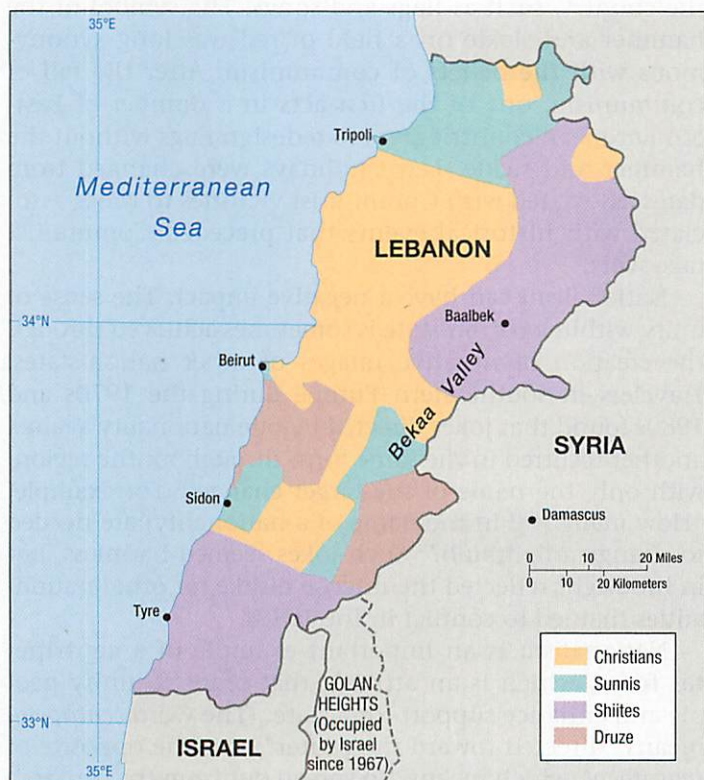 35°E
Tripoli
Mediterranean
Sea
LEBANON
Baalbek
34°N
Beirut
Bekaa Valley
SYRIA
Sidon
Damascus
0 10 20 Miles
0 10 20 Kilometers
Tyre
Christians
Sunnis
Shiites
Druze
GOLAN
HEIGHTS
(Occupied
by Israel
since 1967)
33°N
ISRAEL
35°E